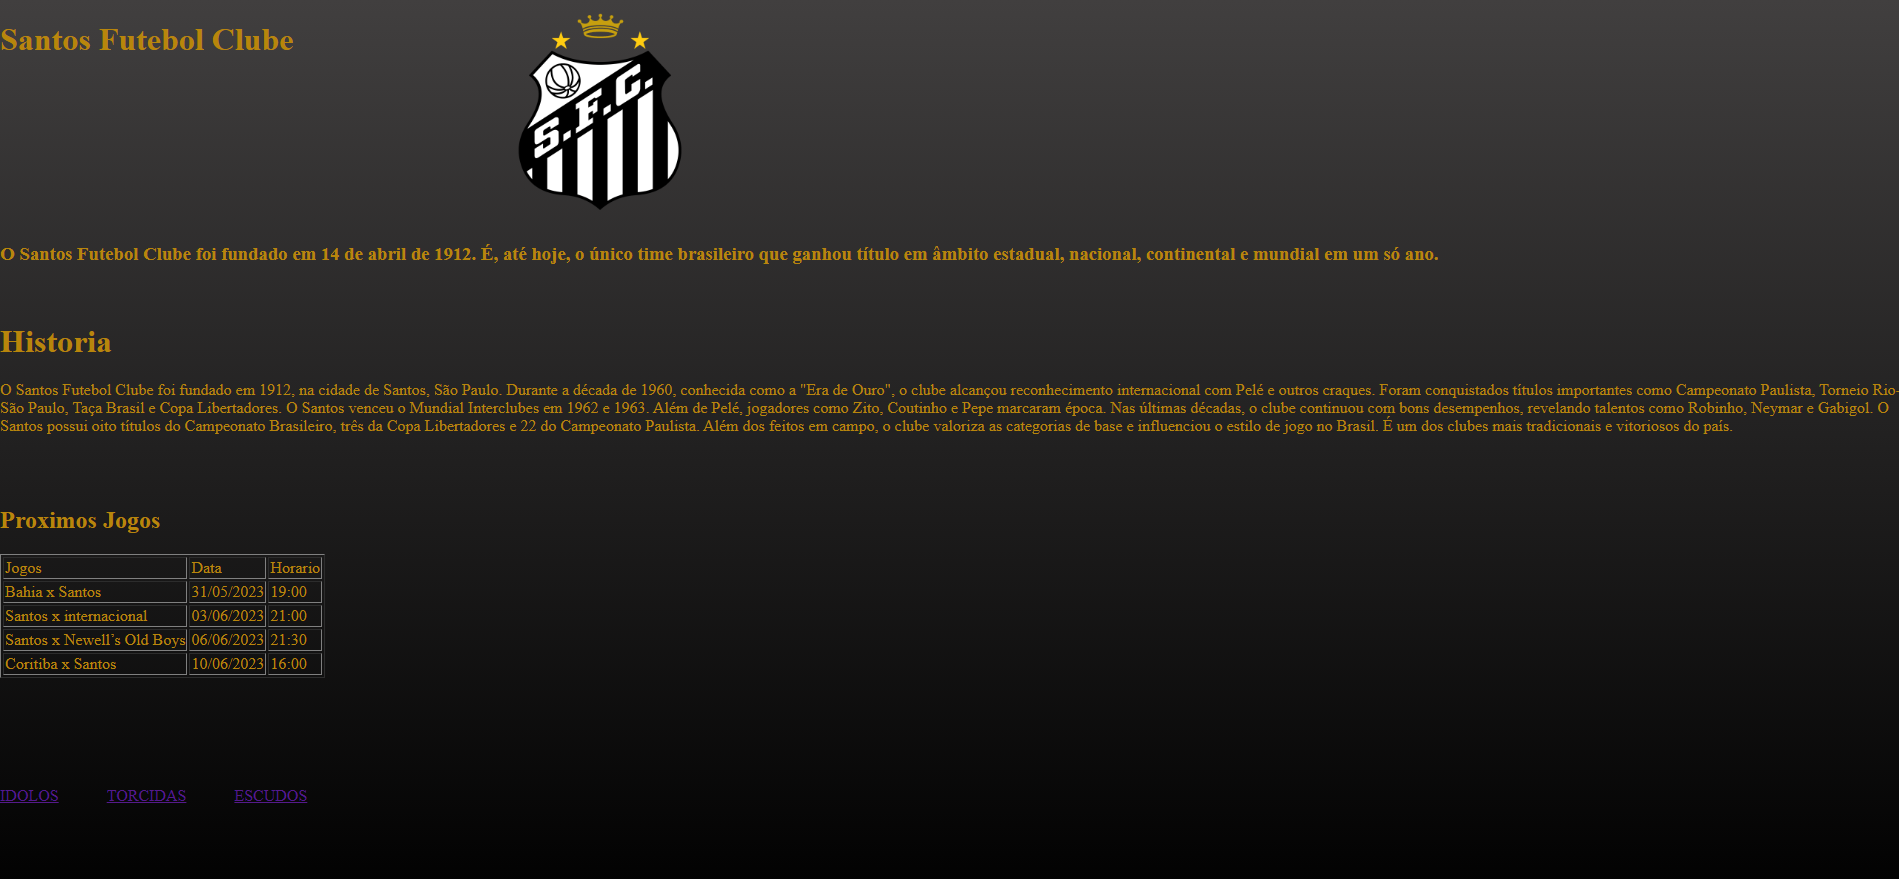 Santos Futebol Clube
S.F.C.
O Santos Futebol Clube foi fundado em 14 de abril de 1912. É, até hoje, o único time brasileiro que ganhou título em âmbito estadual, nacional, continental e mundial em um só ano.
Historia
O Santos Futebol Clube foi fundado em 1912, na cidade de Santos, São Paulo. Durante a década de 1960, conhecida como a "Era de Ouro", o clube alcançou reconhecimento internacional com Pelé e outros craques. Foram conquistados títulos importantes como Campeonato Paulista, Torneio Rio-
São Paulo, Taça Brasil e Copa Libertadores. O Santos venceu o Mundial Interclubes em 1962 e 1963. Além de Pelé, jogadores como Zito, Coutinho e Pepe marcaram época. Nas últimas décadas, o clube continuou com bons desempenhos, revelando talentos como Robinho, Neymar e Gabigol. O
Santos possui oito títulos do Campeonato Brasileiro, três da Copa Libertadores e 22 do Campeonato Paulista. Além dos feitos em campo, o clube valoriza as categorias de base e influenciou o estilo de jogo no Brasil. É um dos clubes mais tradicionais e vitoriosos do país.
Proximos Jogos
Jogos Data Horario
Bahia x Santos 31/05/2023 19:00
Santos x internacional 03/06/2023 21:00
Santos x Newell’s Old Boys 06/06/2023 21:30
Coritiba x Santos 10/06/2023 16:00
IDOLOS TORCIDAS ESCUDOS